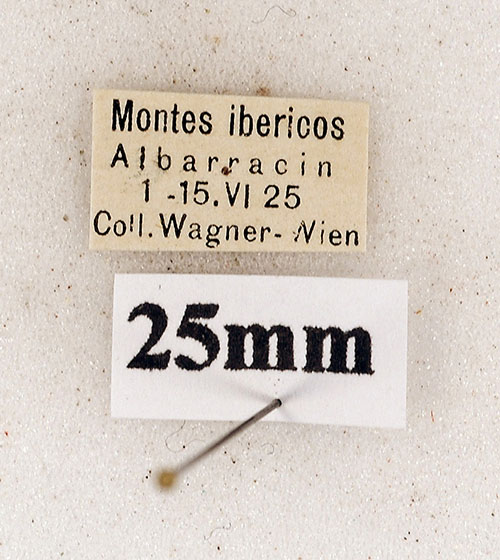 Montes ibericos
Albarracin
1-15.VI 25
Coll. Wagner-Wien
25mm